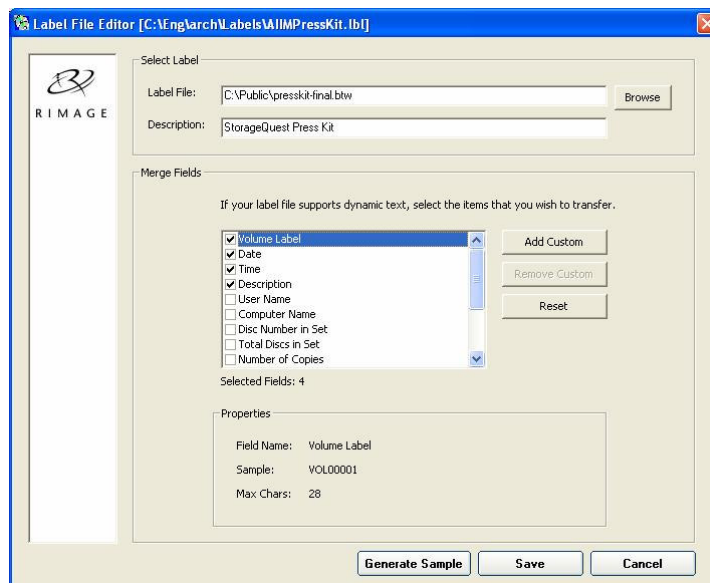 Label File Editor [C:\Eng\arch\Labels\AllMPressKit.lbl]
RIMAGE
Select Label
Label File: C:\Public\presskit-final.btw Browse
Description: StorageQuest Press Kit
Merge Fields
If your label file supports dynamic text, select the items that you wish to transfer.
Volume Label
Date
Time
Description
User Name
Computer Name
Disc Number in Set
Total Discs in Set
Number of Copies
Add Custom
Remove Custom
Reset
Selected Fields: 4
Properties
Field Name: Volume Label
Sample: VOL00001
Max Chars: 28
Generate Sample Save Cancel